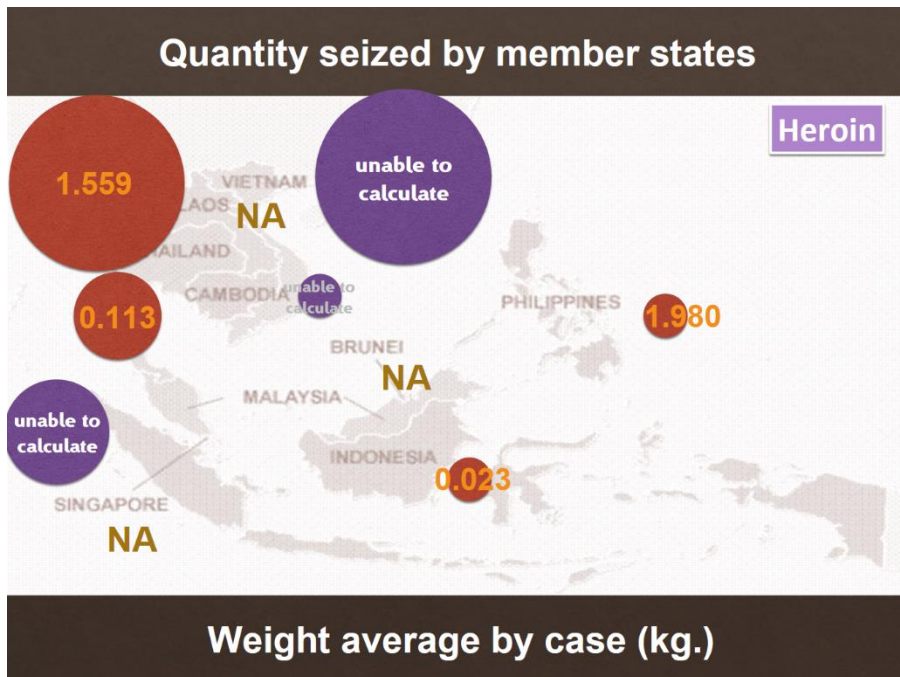 Quantity seized by member states
Heroin
1.559
unable to
calculate
VIETNAM
LAOS
NA
THAILAND
CAMBODIA
unable to
calculate
PHILIPPINES
1.980
0.113
BRUNEI
NA
MALAYSIA
unable to
calculate
INDONESIA
0.023
SINGAPORE
NA
Weight average by case (kg.)